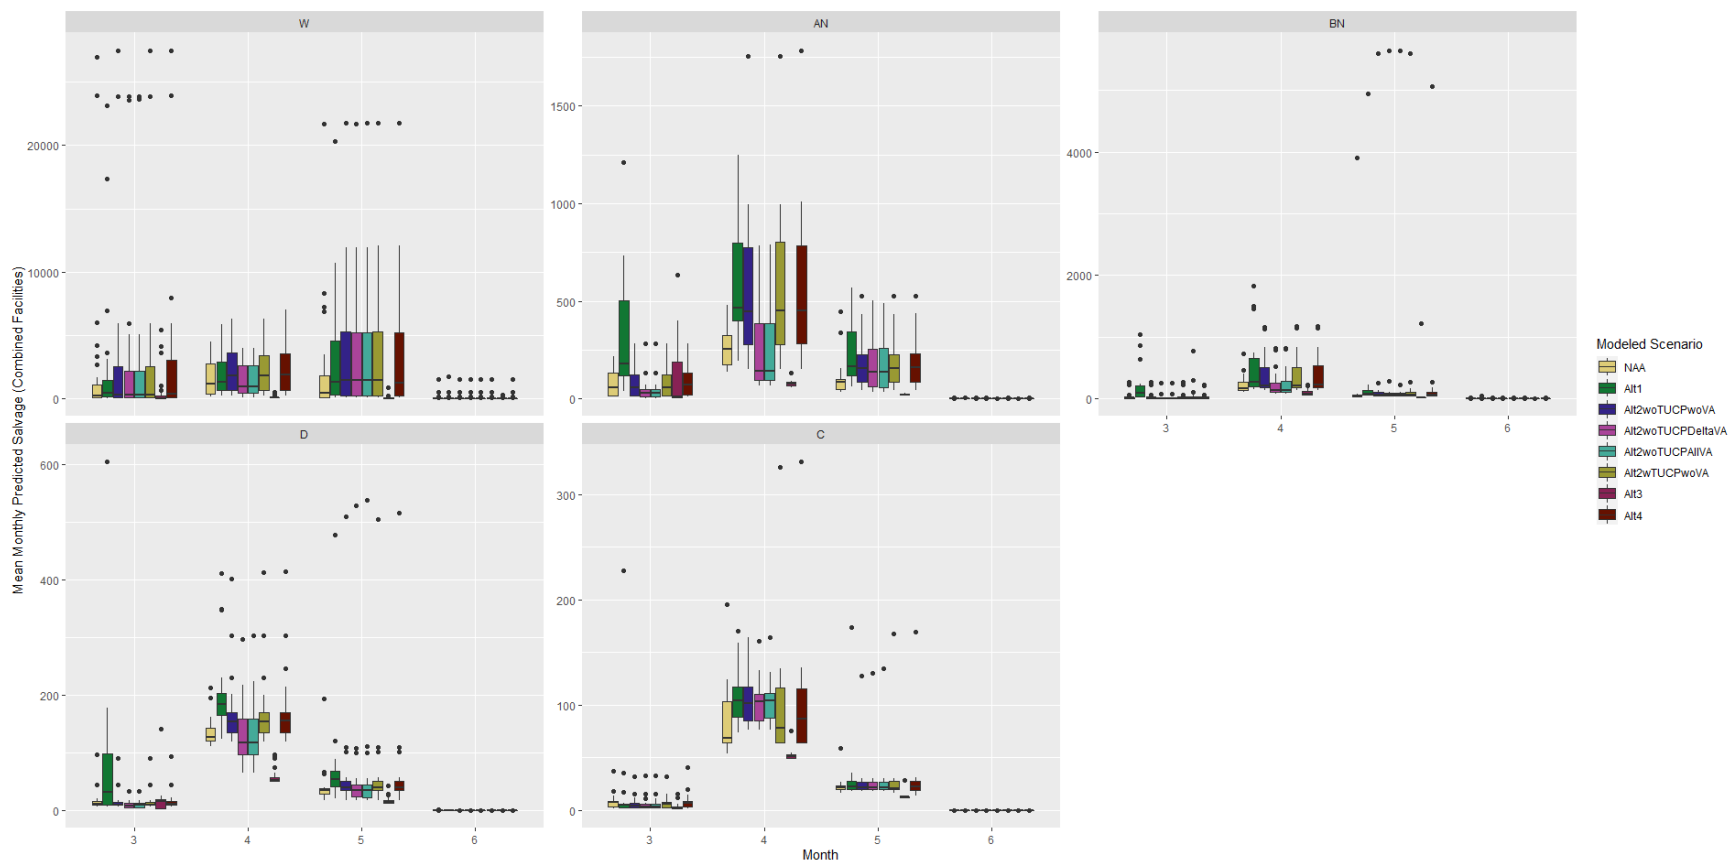 W
AN
BN
20000
10000
0
1500
1000
500
0
4000
2000
0
3
4
5
6
D
C
600
400
200
0
300
200
100
0
3
4
5
6
3
4
5
6
Month
Mean Monthly Predicted Salvage (Combined Facilities)
Modeled Scenario
NAA
Alt1
Alt2woTUCPwoVA
Alt2woTUCPDeltaVA
Alt2woTUCPAllVA
Alt2wTUCPwoVA
Alt3
Alt4